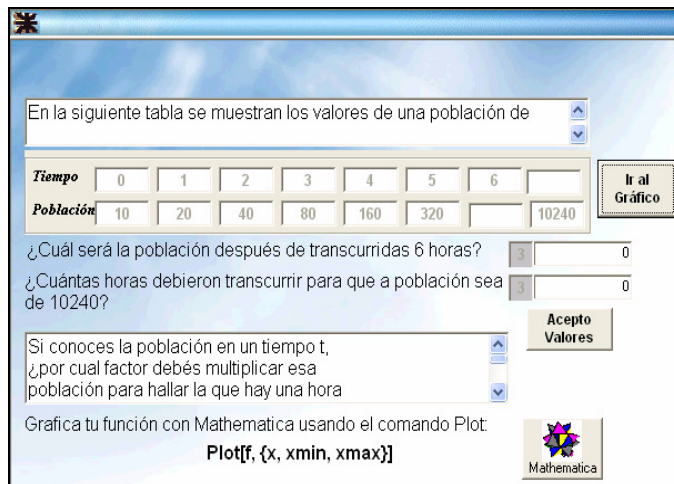 En la siguiente tabla se muestran los valores de una población de
Tiempo 0 1 2 3 4 5 6
Población 10 20 40 80 160 320 10240
Ir al
Gráfico
¿Cuál será la población después de transcurridas 6 horas? 3 0
¿Cuántas horas debieron transcurrir para que a población sea
de 10240? 3 0
Acepto
Valores
Si conoces la población en un tiempo t,
¿por cual factor debés multiplicar esa
población para hallar la que hay una hora
Grafica tu función con Mathematica usando el comando Plot:
Plot[f, {x, xmin, xmax}]
Mathematica